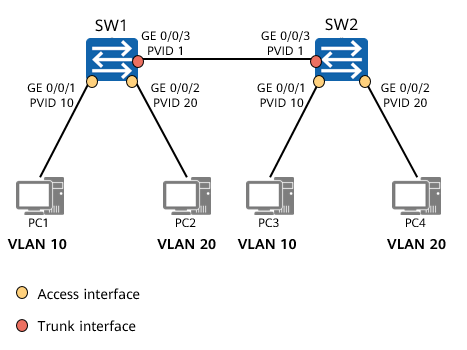 SW1
SW2
GE 0/0/3
PVID 1
GE 0/0/3
PVID 1
GE 0/0/1
PVID 10
GE 0/0/2
PVID 20
GE 0/0/1
PVID 10
GE 0/0/2
PVID 20
PC1
PC2
PC3
PC4
VLAN 10
VLAN 20
VLAN 10
VLAN 20
Access interface
Trunk interface